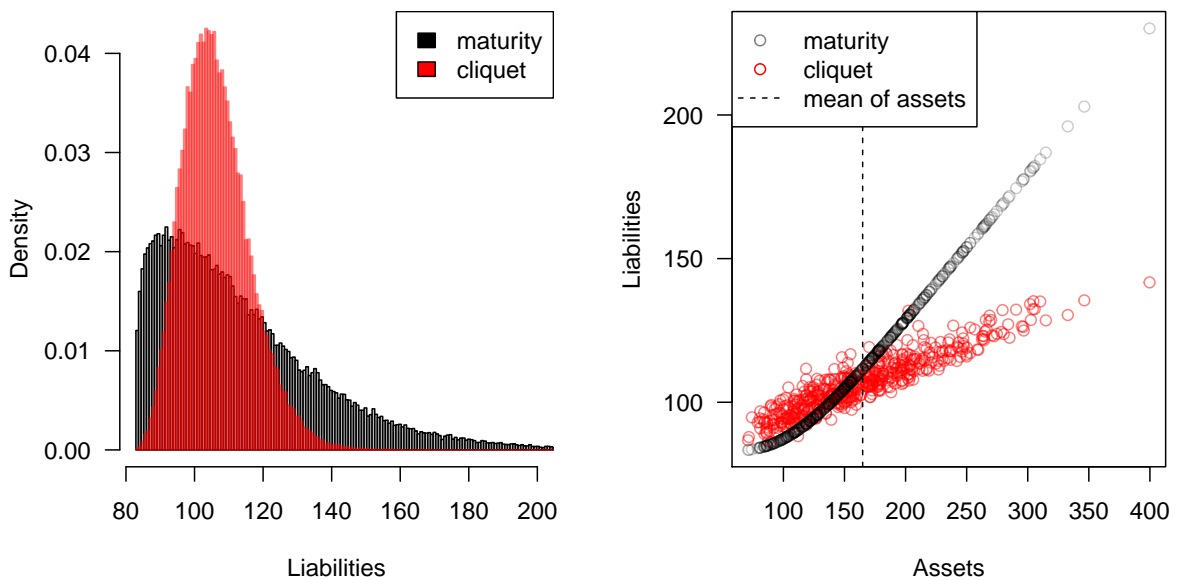 maturity
cliquet
0.04
0.03
0.02
0.01
0.00
Density
80 100 120 140 160 180 200
Liabilities
maturity
cliquet
mean of assets
200
150
100
Liabilities
100 150 200 250 300 350 400
Assets